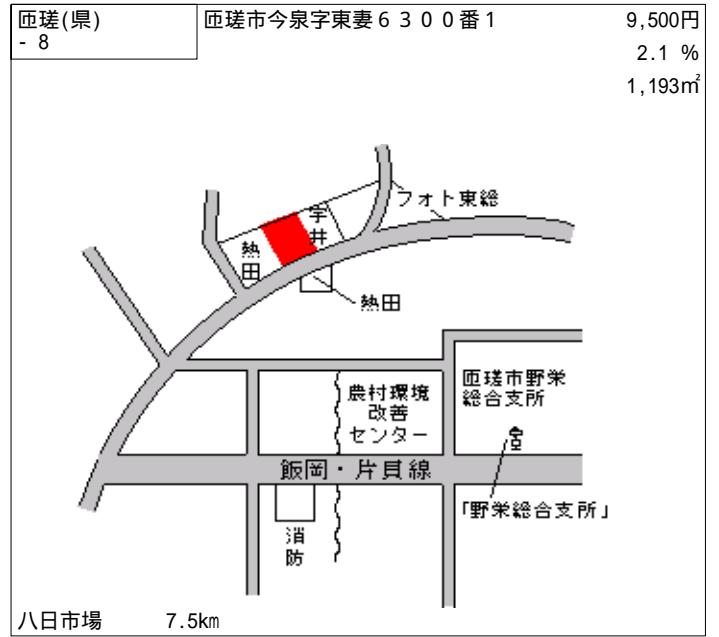 匝瑳(県)
- 8
匝瑳市今泉字東妻６３００番１
9,500円
2.1 %
1,193㎡
フォト東総
宇井
熱田
熱田
匝瑳市野栄
総合支所
農村環境
改善
センター
飯岡・片貝線
「野栄総合支所」
消防
八日市場 7.5km